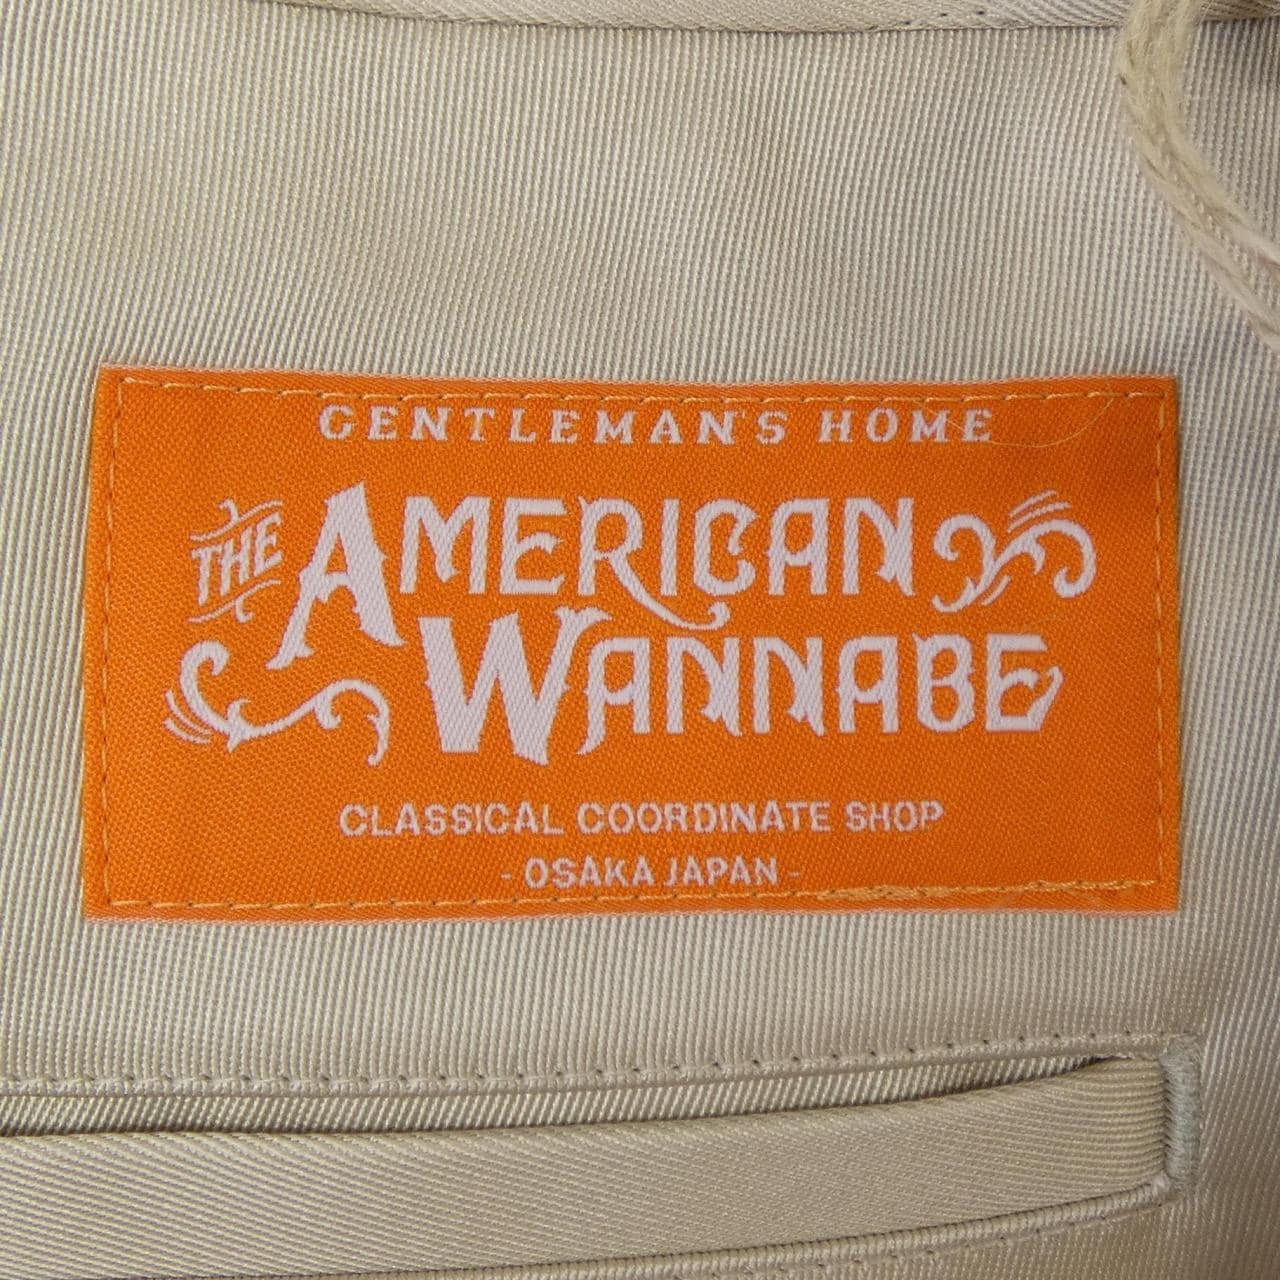 GENTLEMAN'S HOME
THE AMERICAN
WANNABE
CLASSICAL COORDINATE SHOP
- OSAKA JAPAN -